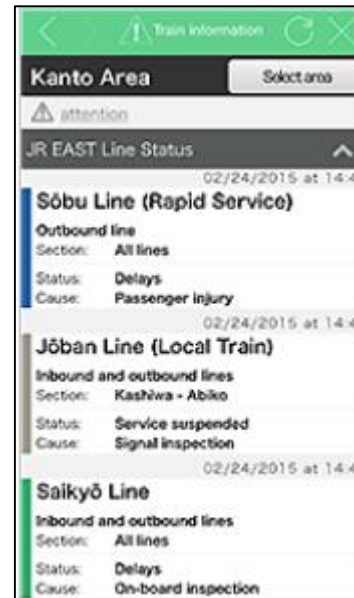 Train information
Kanto Area Select area
attention
JR EAST Line Status
02/24/2015 at 14:4
Sōbu Line (Rapid Service)
Outbound line
Section: All lines
Status: Delays
Cause: Passenger injury
02/24/2015 at 14:4
Jōban Line (Local Train)
Inbound and outbound lines
Section: Kashiwa - Abiko
Status: Service suspended
Cause: Signal inspection
02/24/2015 at 14:4
Saikyō Line
Inbound and outbound lines
Section: All lines
Status: Delays
Cause: On-board inspection